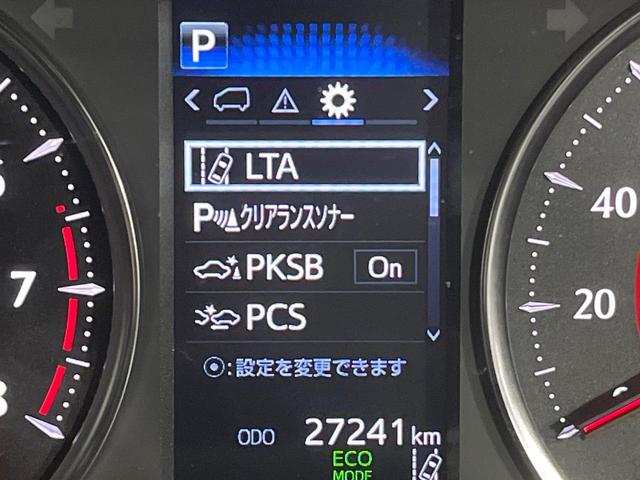 P
LTA
クリアランスソナー
PKSB On
PCS
:設定を変更できます
ODO 27241 km
ECO
MODE
7
8
40
20